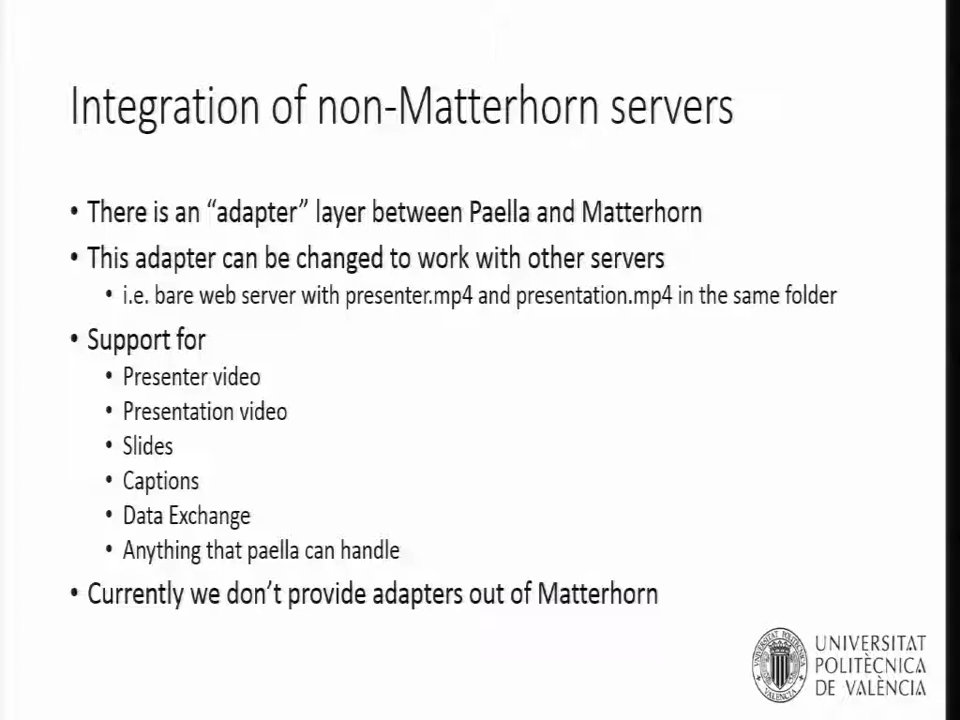 Integration of non-Matterhorn servers
• There is an “adapter” layer between Paella and Matterhorn
• This adapter can be changed to work with other servers
• i.e. bare web server with presenter.mp4 and presentation.mp4 in the same folder
• Support for
• Presenter video
• Presentation video
• Slides
• Captions
• Data Exchange
• Anything that paella can handle
• Currently we don’t provide adapters out of Matterhorn
UNIVERSITAT
POLITÈCNICA
DE VALÈNCIA